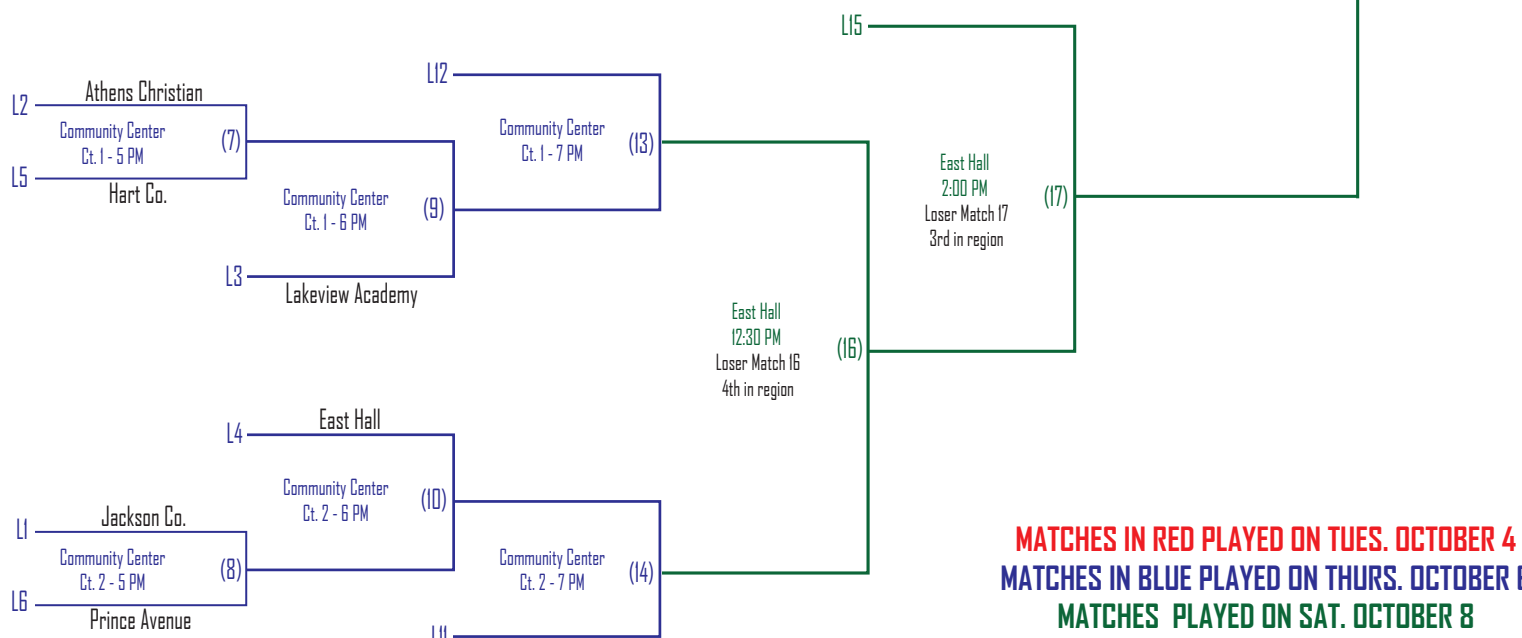 L15
L12
Athens Christian
L2
Community Center
Ct. 1 - 5 PM
(7)
L5
Hart Co.
Community Center
Ct. 1 - 6 PM
(9)
L3
Lakeview Academy
Community Center
Ct. 1 - 7 PM
(13)
East Hall
2:00 PM
Loser Match 17
3rd in region
(17)
East Hall
12:30 PM
Loser Match 16
4th in region
(16)
East Hall
L4
Community Center
Ct. 2 - 6 PM
(10)
Jackson Co.
L1
Community Center
Ct. 2 - 5 PM
(8)
L6
Prince Avenue
Community Center
Ct. 2 - 7 PM
(14)
L11
MATCHES IN RED PLAYED ON TUES. OCTOBER 4
MATCHES IN BLUE PLAYED ON THURS. OCTOBER 6
MATCHES PLAYED ON SAT. OCTOBER 8